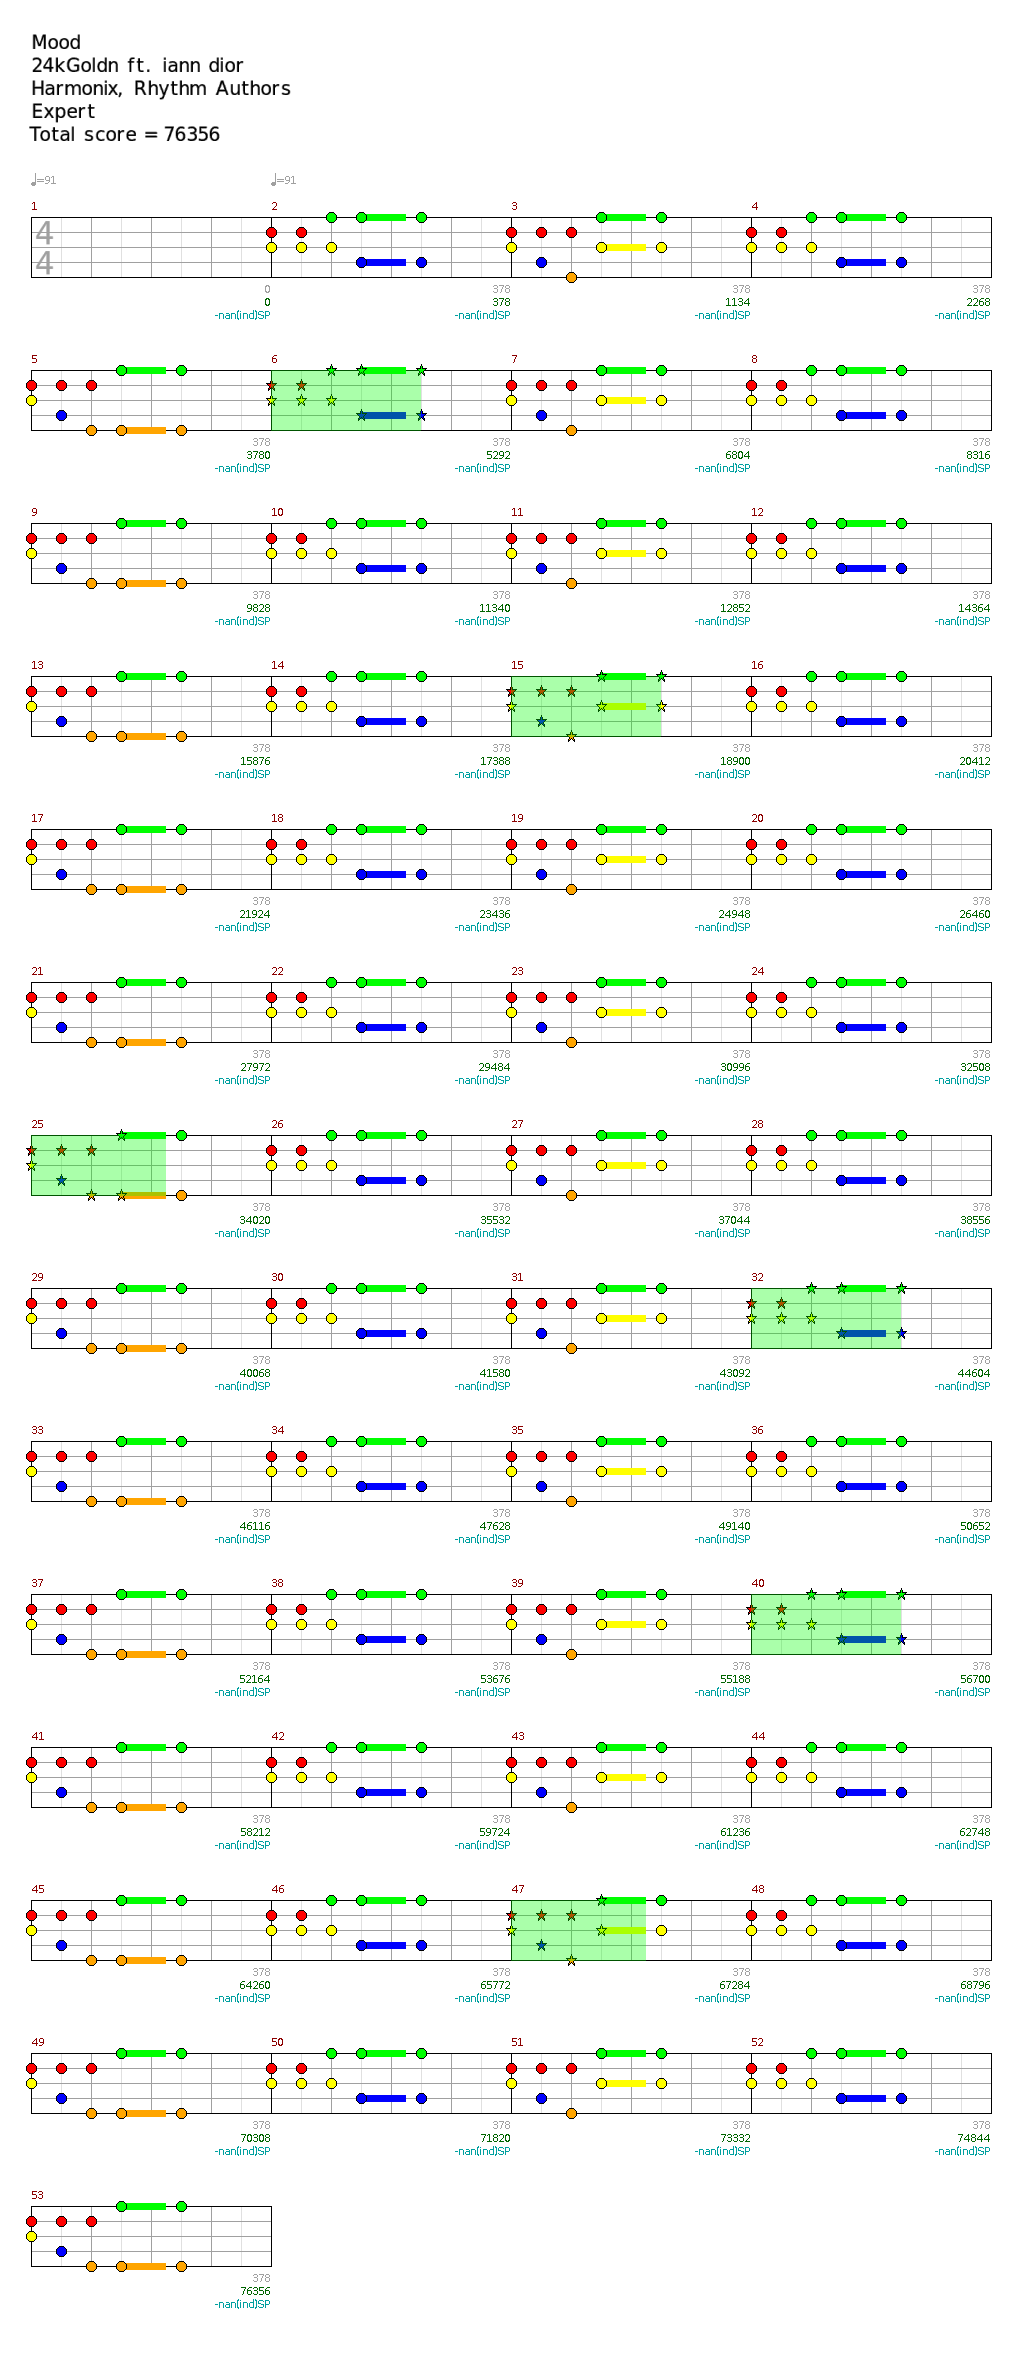 Mood
24kGoldn ft. iann dior
Harmonix, Rhythm Authors
Expert
Total score = 76356
♩=91 ♩=91
1 2 3 4
4
4
0 378 378 378
0 378 1134 2268
-nan(ind)SP -nan(ind)SP -nan(ind)SP -nan(ind)SP
5 6 7 8
378 378 378 378
3780 5292 6804 8316
-nan(ind)SP -nan(ind)SP -nan(ind)SP -nan(ind)SP
9 10 11 12
378 378 378 378
9828 11340 12852 14364
-nan(ind)SP -nan(ind)SP -nan(ind)SP -nan(ind)SP
13 14 15 16
378 378 378 378
15876 17388 18900 20412
-nan(ind)SP -nan(ind)SP -nan(ind)SP -nan(ind)SP
17 18 19 20
378 378 378 378
21924 23436 24948 26460
-nan(ind)SP -nan(ind)SP -nan(ind)SP -nan(ind)SP
21 22 23 24
378 378 378 378
27972 29484 30996 32508
-nan(ind)SP -nan(ind)SP -nan(ind)SP -nan(ind)SP
25 26 27 28
378 378 378 378
34020 35532 37044 38556
-nan(ind)SP -nan(ind)SP -nan(ind)SP -nan(ind)SP
29 30 31 32
378 378 378 378
40068 41580 43092 44604
-nan(ind)SP -nan(ind)SP -nan(ind)SP -nan(ind)SP
33 34 35 36
378 378 378 378
46116 47628 49140 50652
-nan(ind)SP -nan(ind)SP -nan(ind)SP -nan(ind)SP
37 38 39 40
378 378 378 378
52164 53676 55188 56700
-nan(ind)SP -nan(ind)SP -nan(ind)SP -nan(ind)SP
41 42 43 44
378 378 378 378
58212 59724 61236 62748
-nan(ind)SP -nan(ind)SP -nan(ind)SP -nan(ind)SP
45 46 47 48
378 378 378 378
64260 65772 67284 68796
-nan(ind)SP -nan(ind)SP -nan(ind)SP -nan(ind)SP
49 50 51 52
378 378 378 378
70308 71820 73332 74844
-nan(ind)SP -nan(ind)SP -nan(ind)SP -nan(ind)SP
53
378
76356
-nan(ind)SP